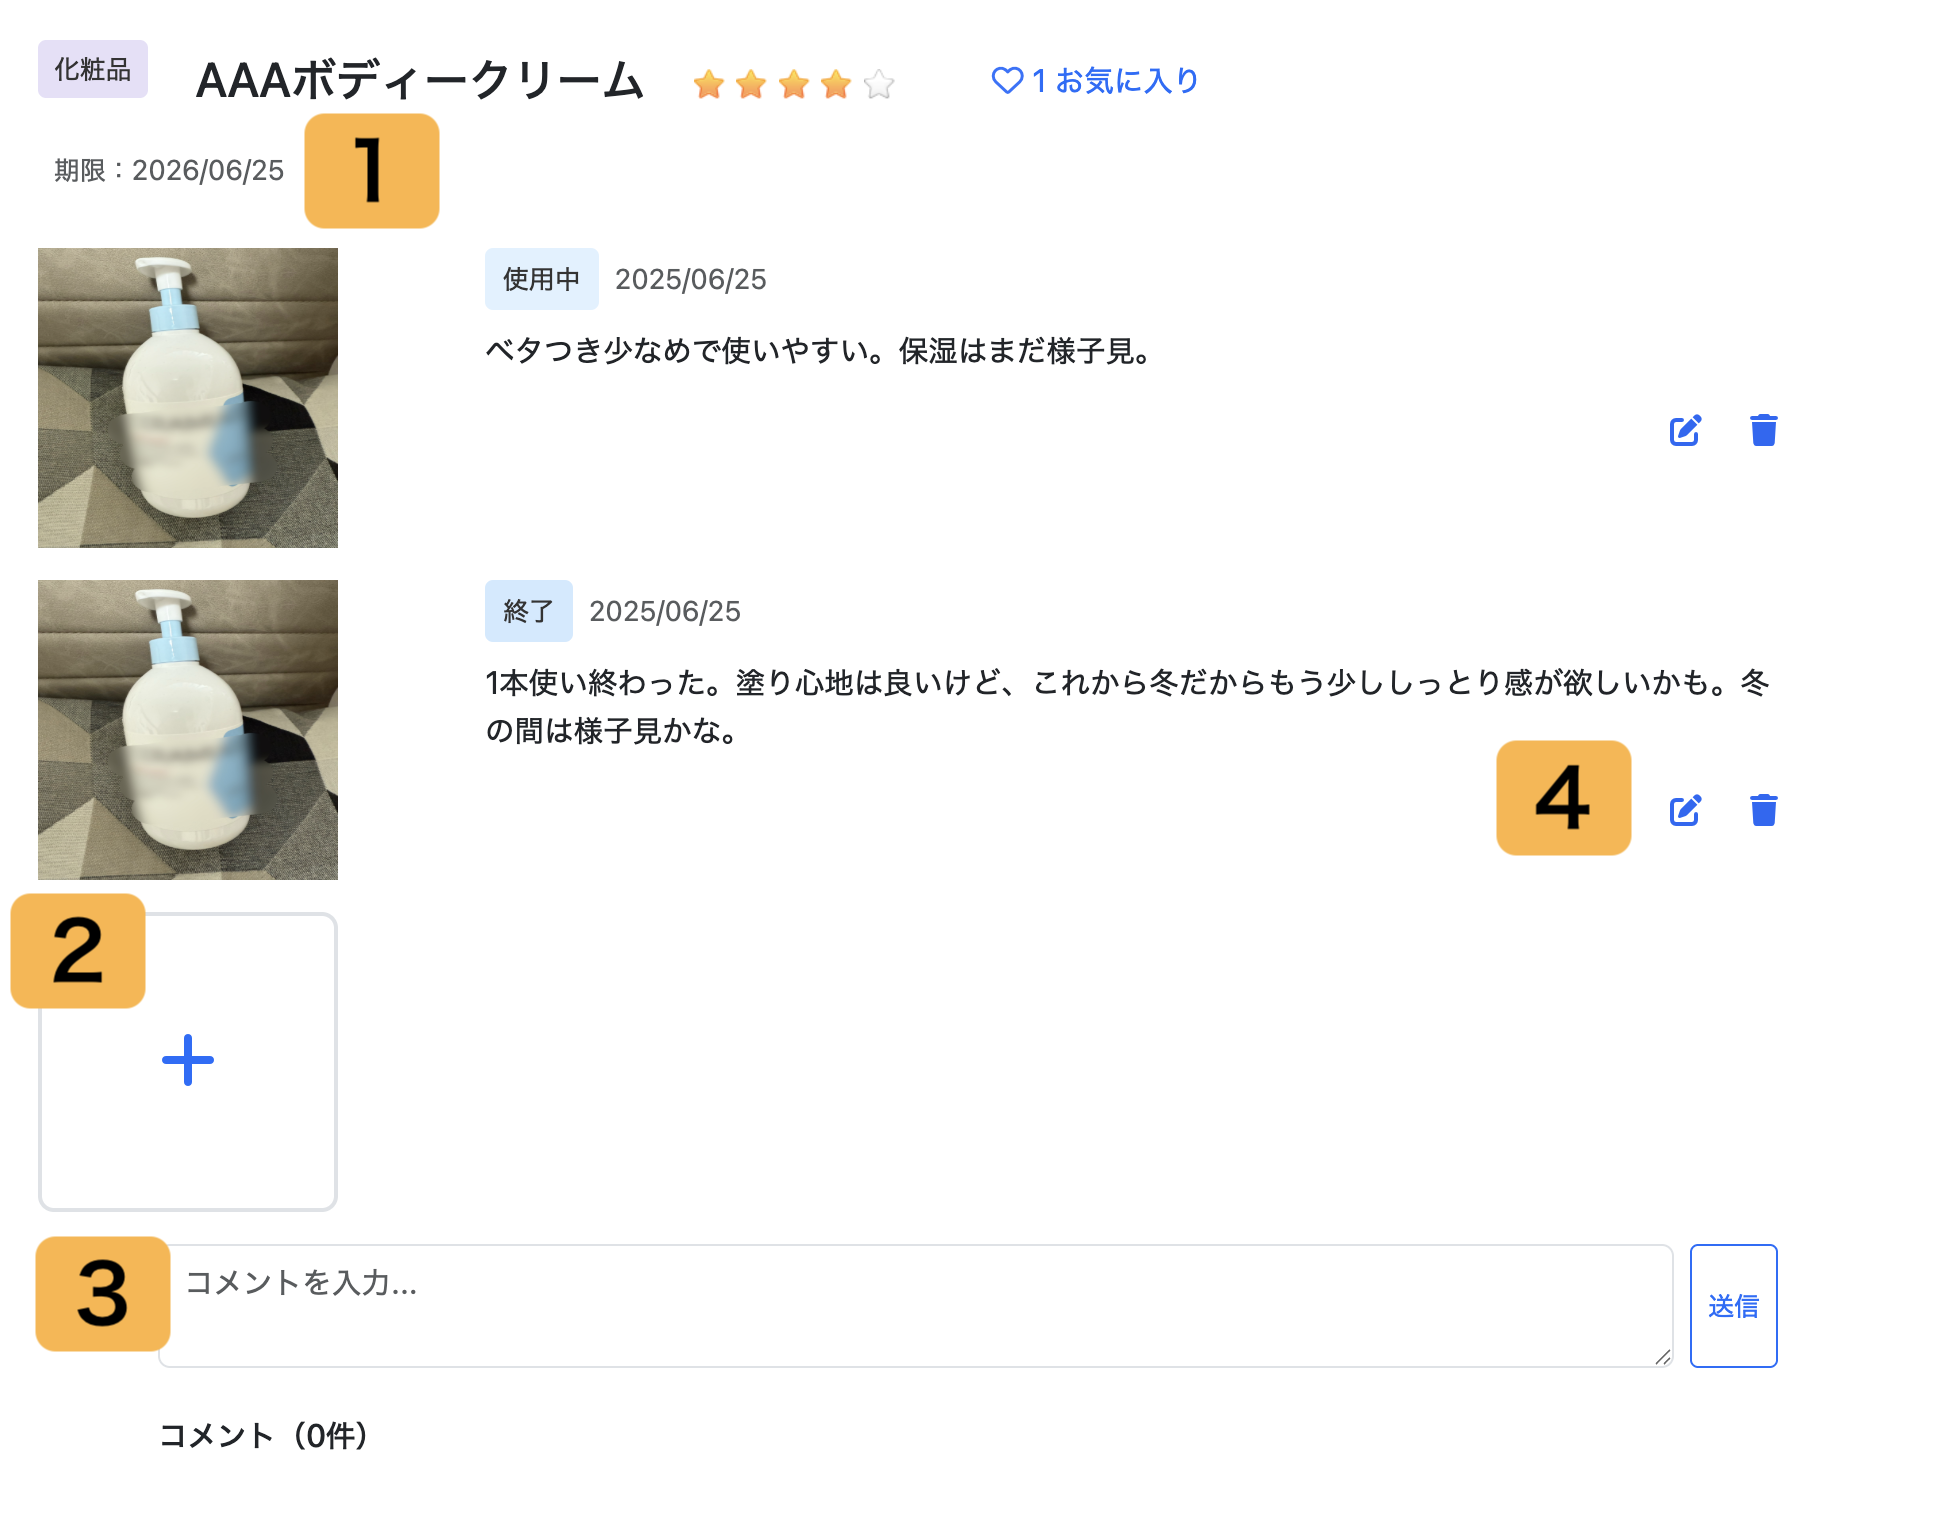 化粧品
AAAボディークリーム
1 お気に入り
期限：2026/06/25
1
使用中 2025/06/25
ベタつき少なめで使いやすい。保湿はまだ様子見。
終了 2025/06/25
1本使い終わった。塗り心地は良いけど、これから冬だからもう少ししっとり感が欲しいかも。冬
の間は様子見かな。
4
2
3
コメントを入力...
送信
コメント（0件）